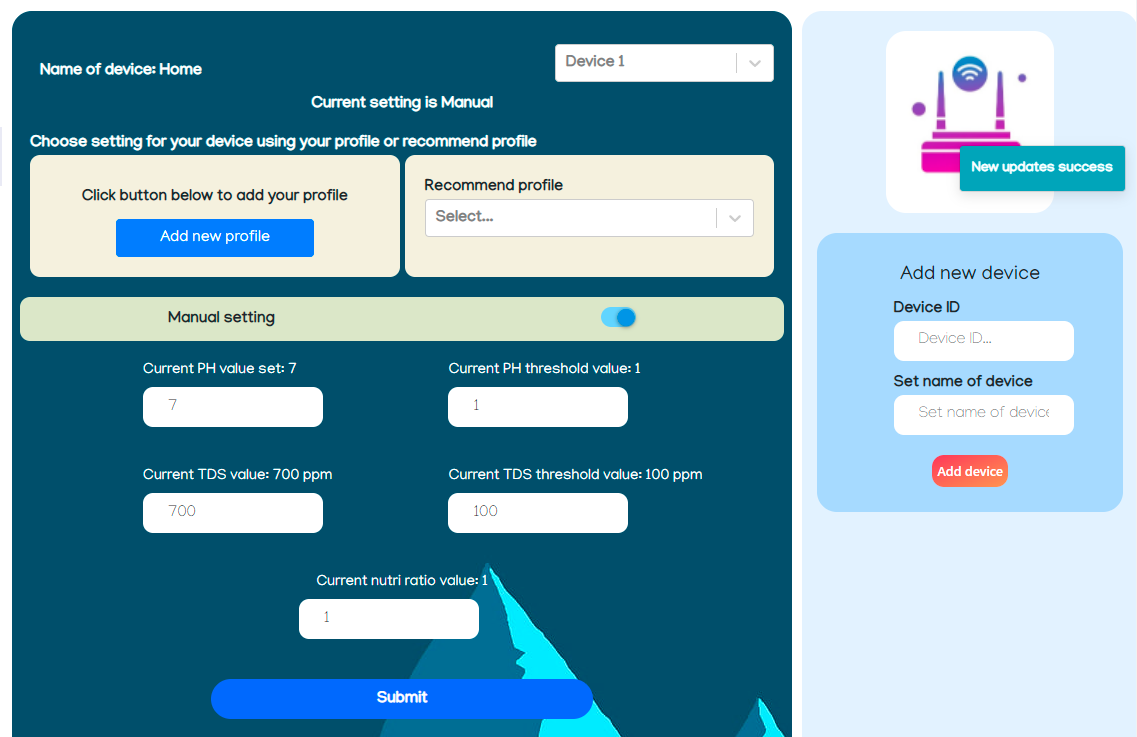 Name of device: Home
Device 1
Current setting is Manual
Choose setting for your device using your profile or recommend profile
Click button below to add your profile
Add new profile
Recommend profile
Select...
Manual setting
Current PH value set: 7
7
Current PH threshold value: 1
1
Current TDS value: 700 ppm
700
Current TDS threshold value: 100 ppm
100
Current nutri ratio value: 1
1
Submit
New updates success
Add new device
Device ID
Device ID...
Set name of device
Set name of device
Add device